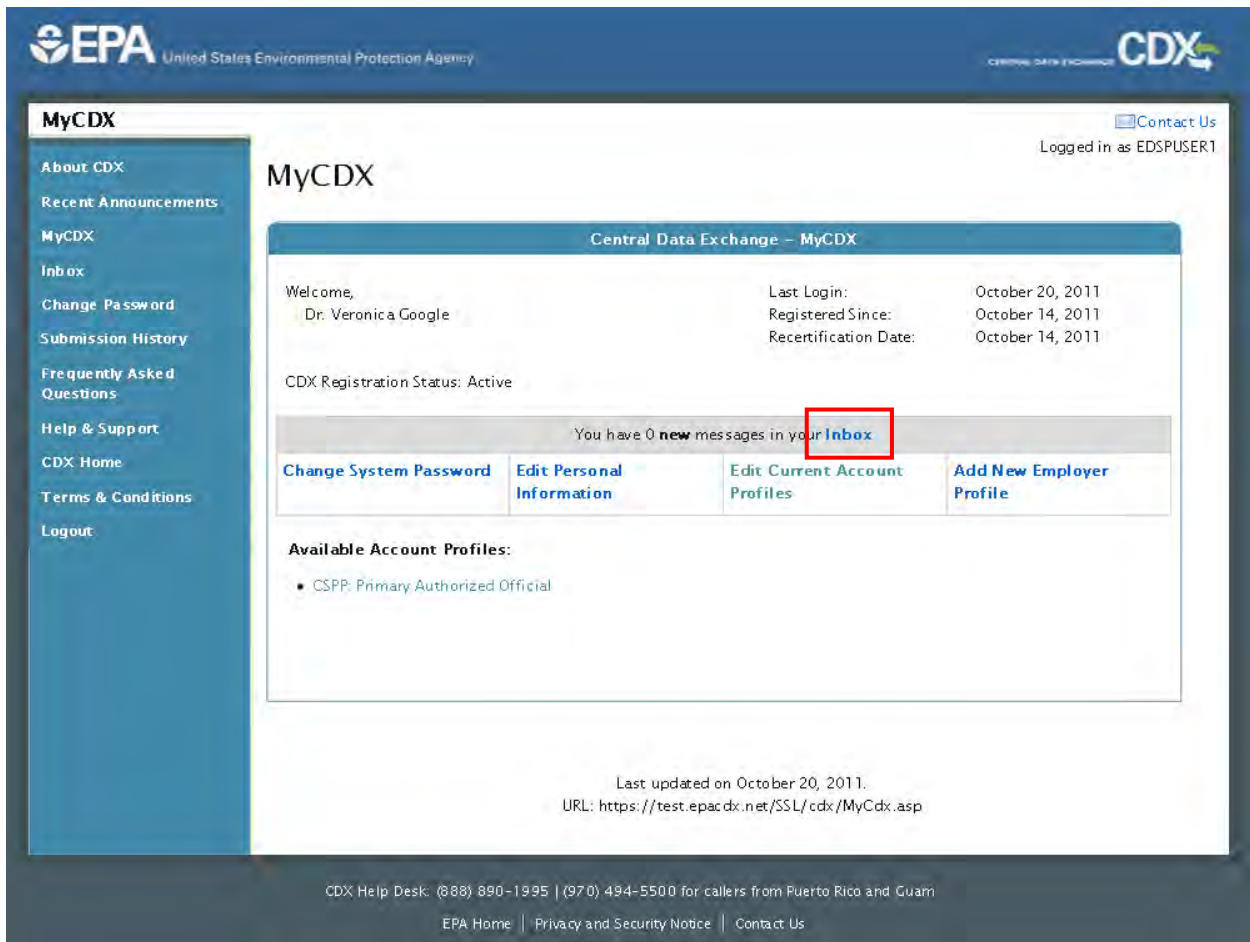 EPA United States Environmental Protection Agency
CENTRAL DATA EXCHANGE CDX
MyCDX
Contact Us
Logged in as EDSPUSER1
About CDX
Recent Announcements
MyCDX
Inbox
Change Password
Submission History
Frequently Asked
Questions
Help & Support
CDX Home
Terms & Conditions
Logout
MyCDX
Central Data Exchange – MyCDX
Welcome,
Dr. Veronica Google
Last Login: October 20, 2011
Registered Since: October 14, 2011
Recertification Date: October 14, 2011
CDX Registration Status: Active
You have 0 new messages in your Inbox
Change System Password
Edit Personal
Information
Edit Current Account
Profiles
Add New Employer
Profile
Available Account Profiles:
• CSPP: Primary Authorized Official
Last updated on October 20, 2011.
URL: https://test.epacdx.net/SSL/cdx/MyCdx.asp
CDX Help Desk: (888) 890-1995 | (970) 494-5500 for callers from Puerto Rico and Guam
EPA Home | Privacy and Security Notice | Contact Us